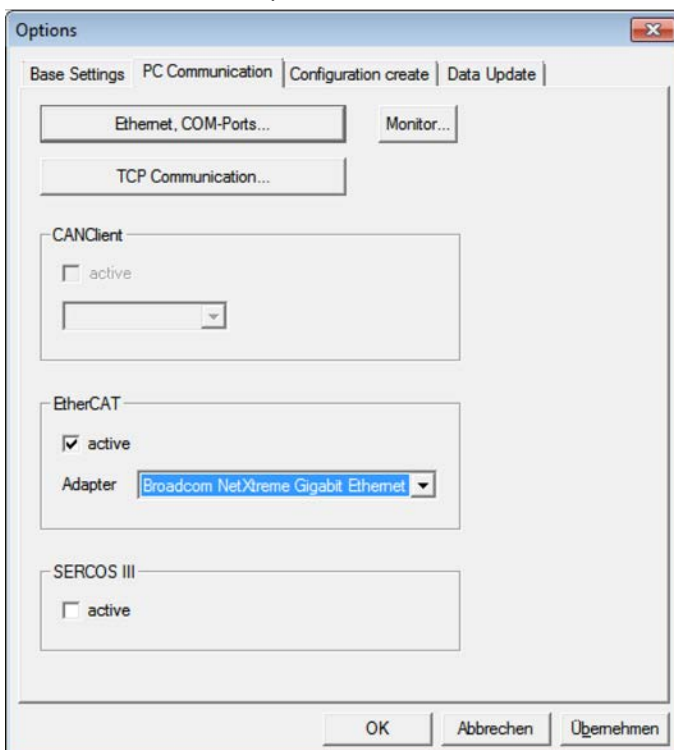 Options
Base Settings PC Communication Configuration create Data Update
Ethernet, COM-Ports... Monitor...
TCP Communication...
CANClient
active
EtherCAT
active
Adapter Broadcom NetXtreme Gigabit Ethernet
SERCOS III
active
OK Abbrechen Übernehmen